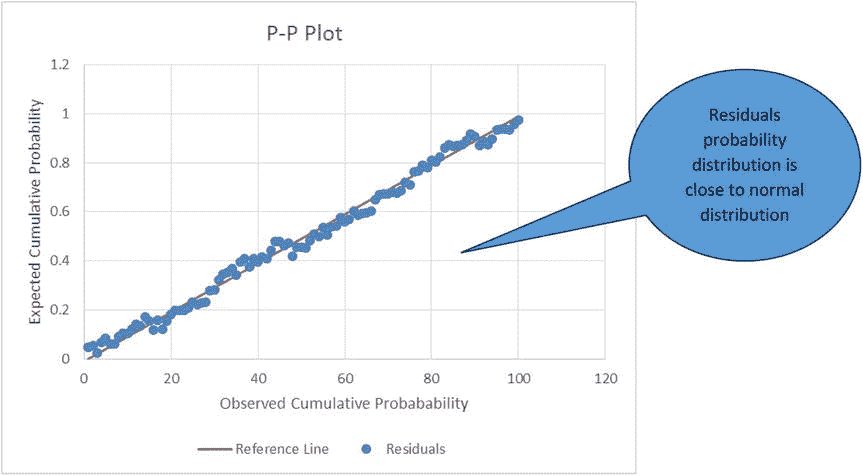 P-P Plot
1.2
1
0.8
0.6
0.4
0.2
0
Expected Cumulative Probability
0 20 40 60 80 100 120
Observed Cumulative Probabability
Reference Line Residuals
Residuals
probability
distribution is
close to normal
distribution